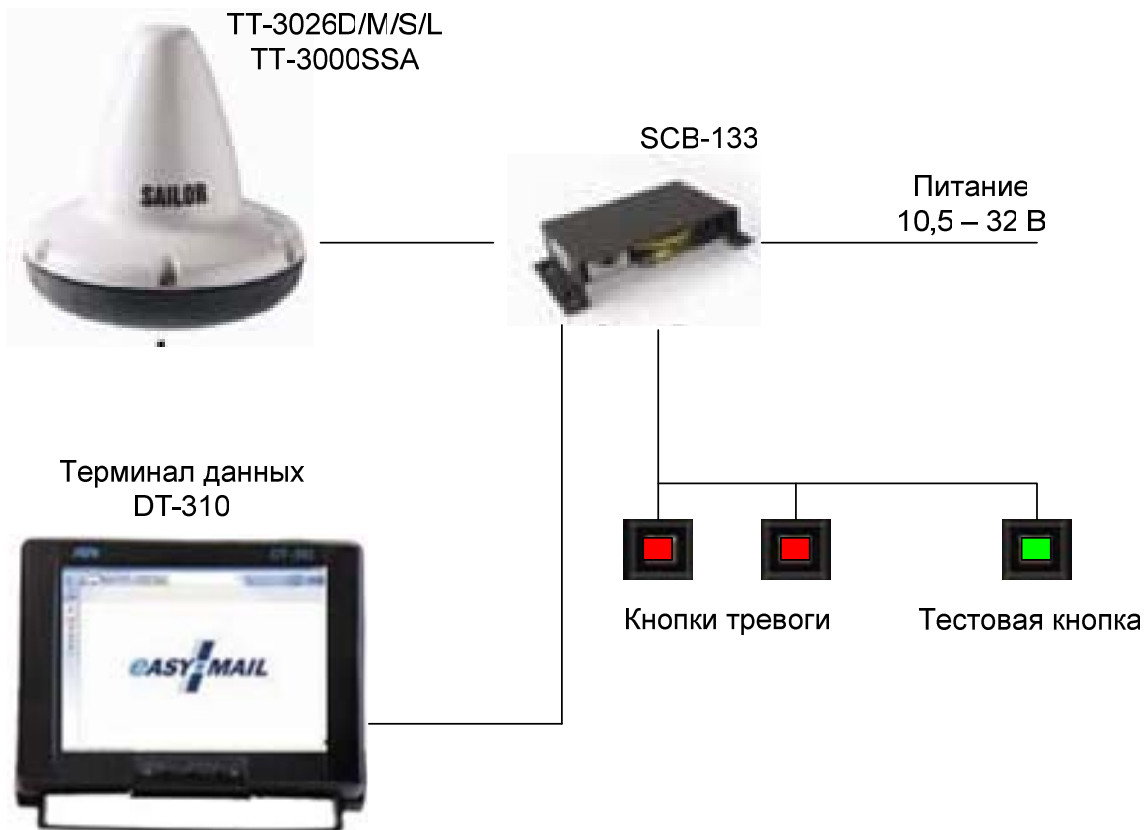 TT-3026D/M/S/L
TT-3000SSA
SCB-133
Питание
10,5 – 32 В
SAILOR
Терминал данных
DT-310
eASY MAIL
Кнопки тревоги
Тестовая кнопка